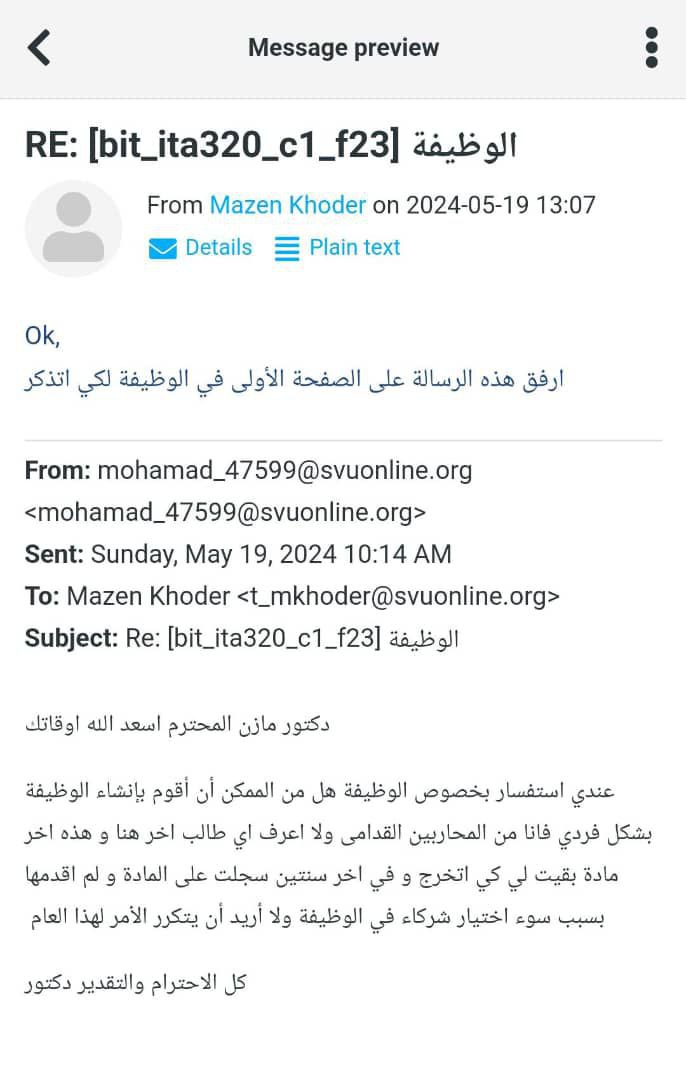 Message preview
RE: [bit_ita320_c1_f23] الوظيفة
From Mazen Khoder on 2024-05-19 13:07
Details Plain text
Ok,
ارفق هذه الرسالة على الصفحة الأولى في الوظيفة لكي اتذكر
From: mohamad_47599@svuonline.org
<mohamad_47599@svuonline.org>
Sent: Sunday, May 19, 2024 10:14 AM
To: Mazen Khoder <t_mkhoder@svuonline.org>
Subject: Re: [bit_ita320_c1_f23] الوظيفة
دكتور مازن المحترم اسعد الله اوقاتك
عندي استفسار بخصوص الوظيفة هل من الممكن أن أقوم بإنشاء الوظيفة
بشكل فردي فانا من المحاربين القدامى ولا اعرف اي طالب اخر هنا و هذه اخر
مادة بقيت لي كي اتخرج و في اخر سنتين سجلت على المادة و لم اقدمها
بسبب سوء اختيار شركاء في الوظيفة ولا أريد أن يتكرر الأمر لهذا العام
كل الاحترام والتقدير دكتور